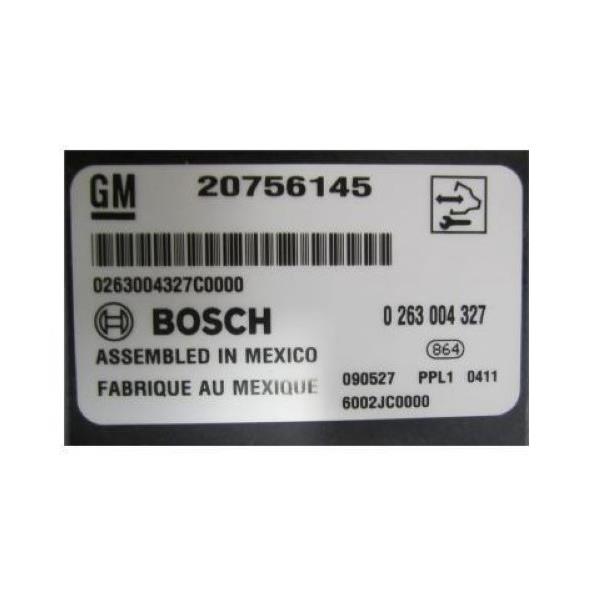 GM 20756145
0263004327C0000
BOSCH 0 263 004 327
ASSEMBLED IN MEXICO 864
FABRIQUE AU MEXIQUE 090527 PPL1 0411
6002JC0000